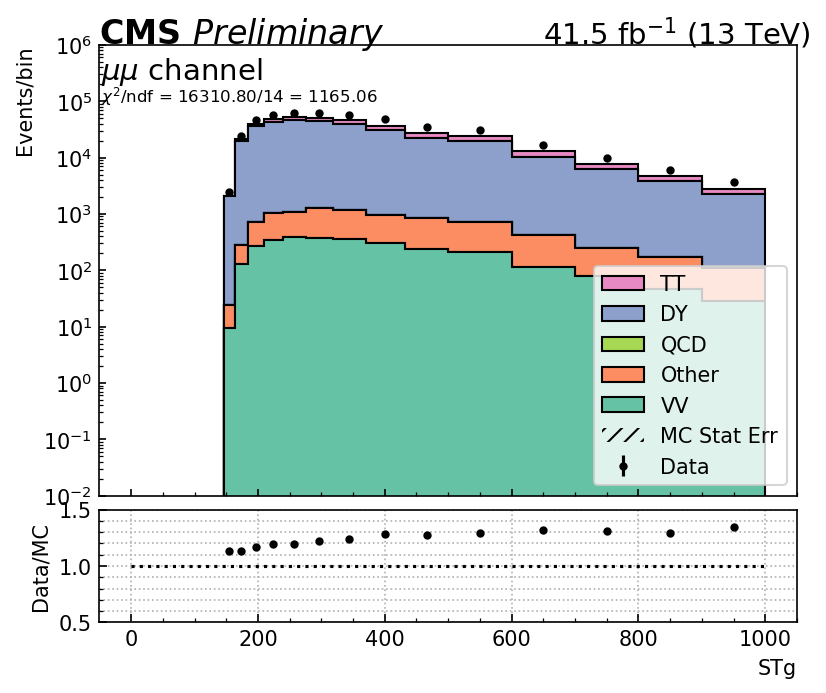 CMS Preliminary 41.5 fb⁻¹ (13 TeV)
10⁶
Events/bin
μμ channel
χ²/ndf = 16310.80/14 = 1165.06
10⁵
10⁴
10³
10²
10¹
10⁰
10⁻¹
10⁻²
TT
DY
QCD
Other
VV
MC Stat Err
Data
1.5
1.0
0.5
Data/MC
0 200 400 600 800 1000
STg